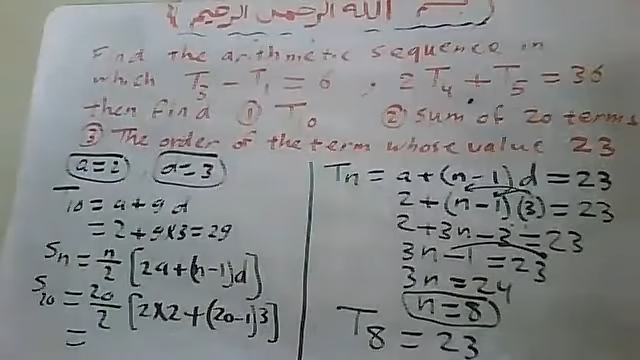 بسم الله الرحمن الرحيم
Find the arithmetic sequence in
which T3 - T1 = 6 , 2T4 + T5 = 36
then find ① T10 ② sum of 20 terms
③ The order of the term whose value 23
a=2 d=3
T10 = a + 9d
= 2 + 9×3 = 29
Sn = n/2 [2a + (n-1)d]
S20 = 20/2 [2×2 + (20-1)3]
=
Tn = a + (n-1)d = 23
2 + (n-1)(3) = 23
2 + 3n - 3 = 23
3n - 1 = 23
3n = 24
n = 8
T8 = 23